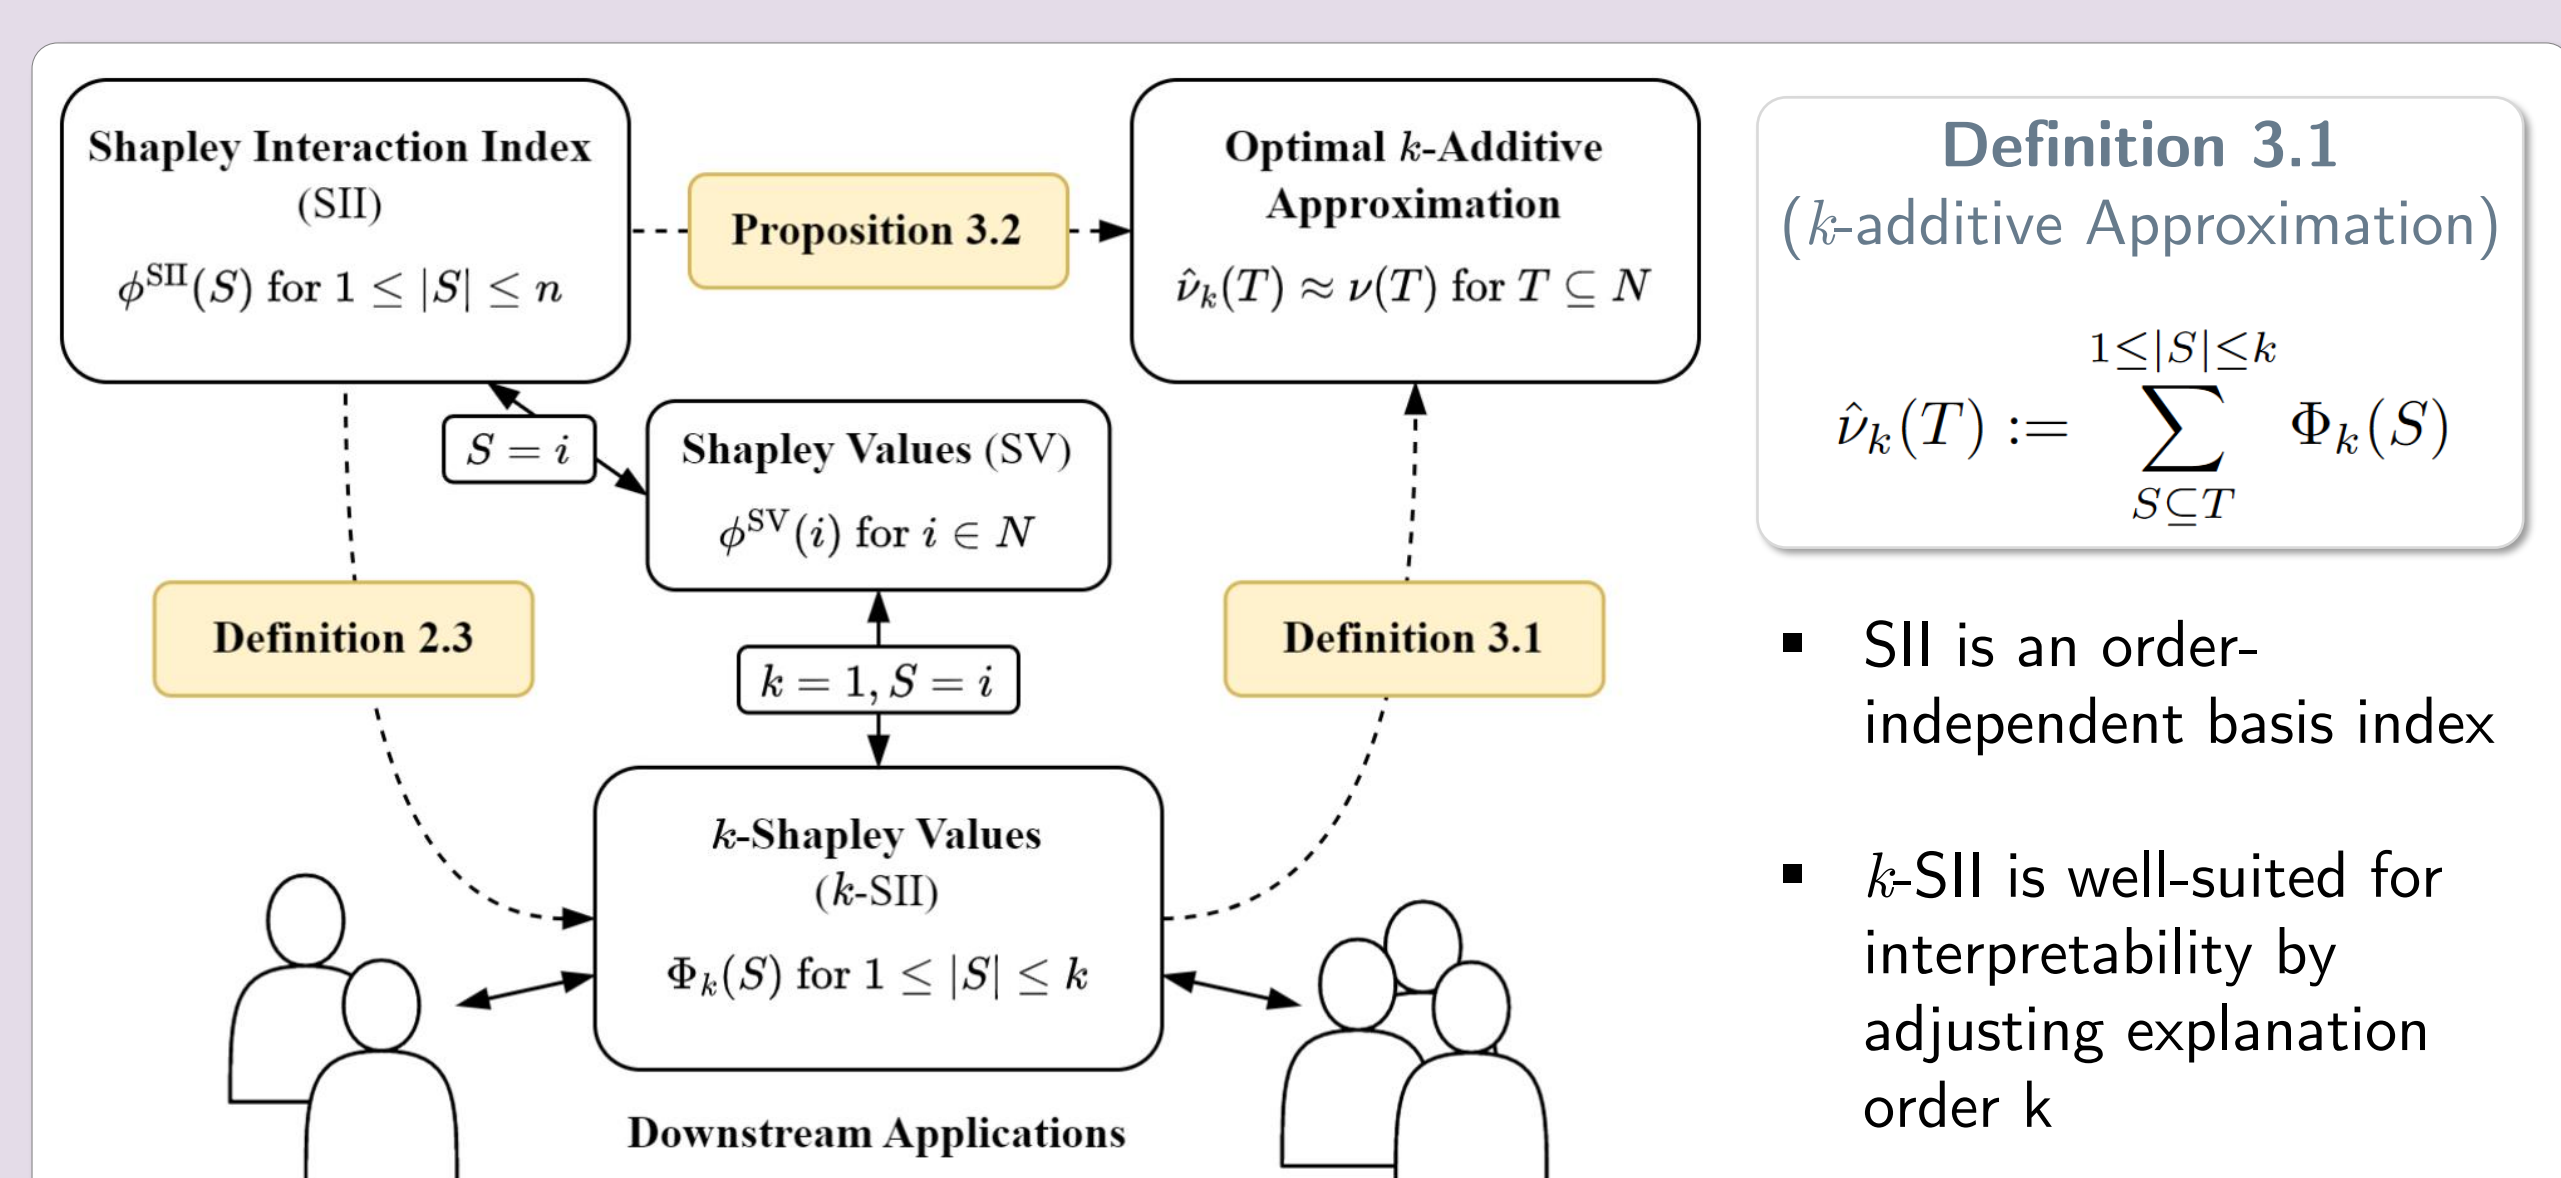 Shapley Interaction Index
(SII)
ϕ^SII(S) for 1 ≤ |S| ≤ n
Proposition 3.2
Optimal k-Additive
Approximation
ν̂_k(T) ≈ ν(T) for T ⊆ N
S = i
Shapley Values (SV)
ϕ^SV(i) for i ∈ N
Definition 2.3
k = 1, S = i
Definition 3.1
k-Shapley Values
(k-SII)
Φ_k(S) for 1 ≤ |S| ≤ k
Downstream Applications
Definition 3.1
(k-additive Approximation)
1≤|S|≤k
ν̂_k(T) := ∑ Φ_k(S)
S⊆T
▪ SII is an order-
independent basis index
▪ k-SII is well-suited for
interpretability by
adjusting explanation
order k